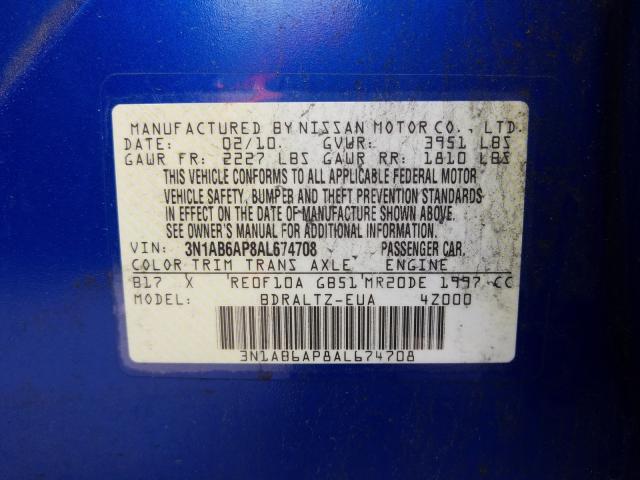 MANUFACTURED BY NISSAN MOTOR CO., LTD.
DATE: 02/10. GVWR: 3951 LBS
GAWR FR: 2227 LBS GAWR RR: 1810 LBS
THIS VEHICLE CONFORMS TO ALL APPLICABLE FEDERAL MOTOR
VEHICLE SAFETY, BUMPER AND THEFT PREVENTION STANDARDS
IN EFFECT ON THE DATE OF MANUFACTURE SHOWN ABOVE.
SEE OWNER'S MANUAL FOR ADDITIONAL INFORMATION.
VIN: 3N1AB6AP8AL674708 PASSENGER CAR.
COLOR TRIM TRANS AXLE ENGINE
B17 X RE0F10A GB51 MR20DE 1997 CC
MODEL: BDRALTZ-EUA 4Z000
3N1AB6AP8AL674708